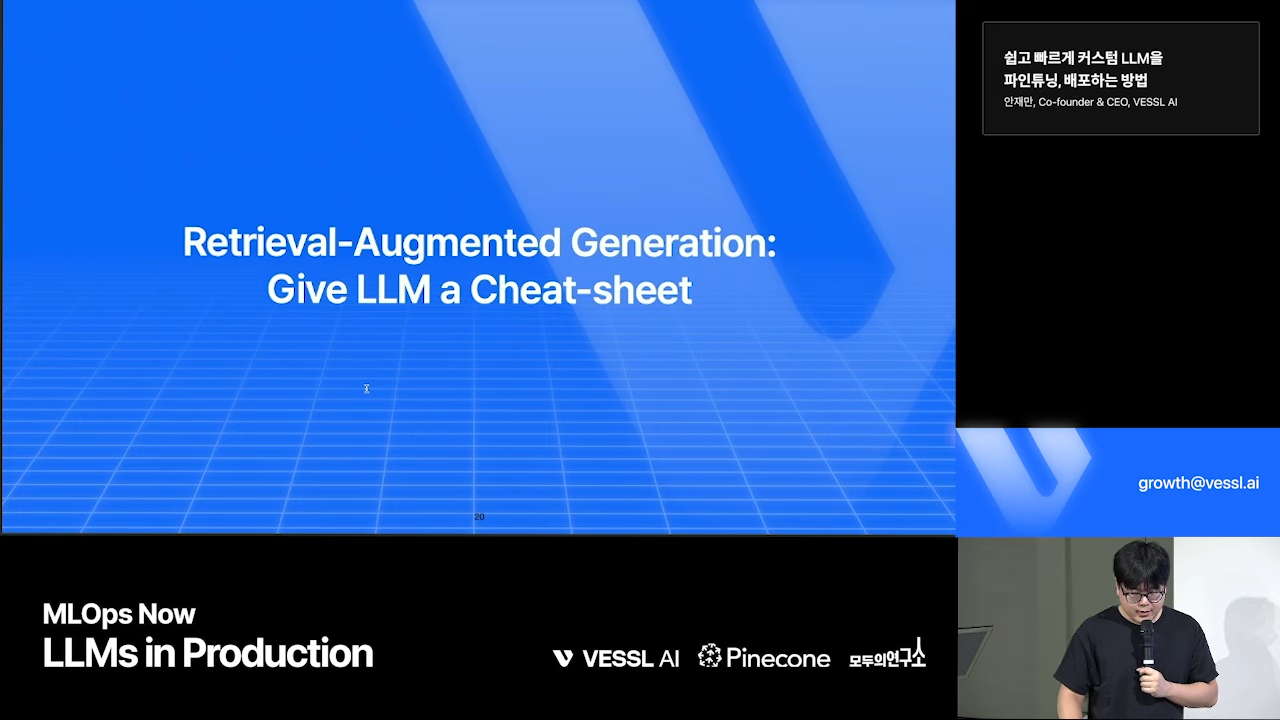 Retrieval-Augmented Generation:
Give LLM a Cheat-sheet
20
쉽고 빠르게 커스텀 LLM을
파인튜닝, 배포하는 방법
안재만, Co-founder & CEO, VESSL AI
growth@vessl.ai
MLOps Now
LLMs in Production
VESSL AI
Pinecone
모두의연구소